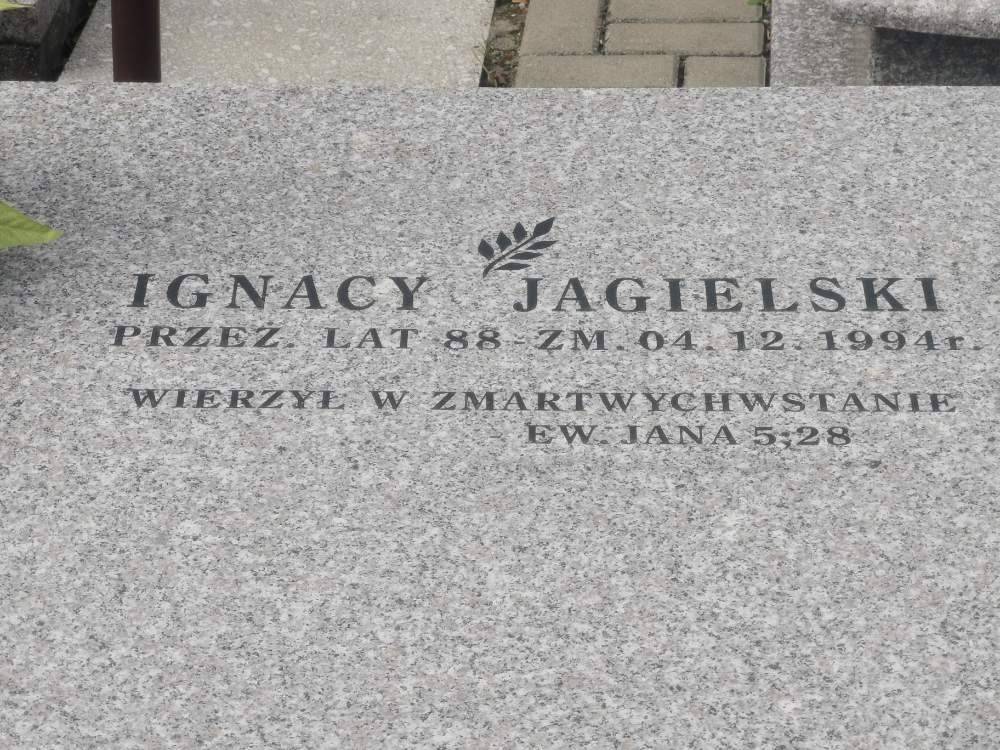 IGNACY JAGIELSKI
PRZEŻ. LAT 88 - ZM. 04. 12. 1994r.
WIERZYŁ W ZMARTWYCHWSTANIE
EW. JANA 5;28